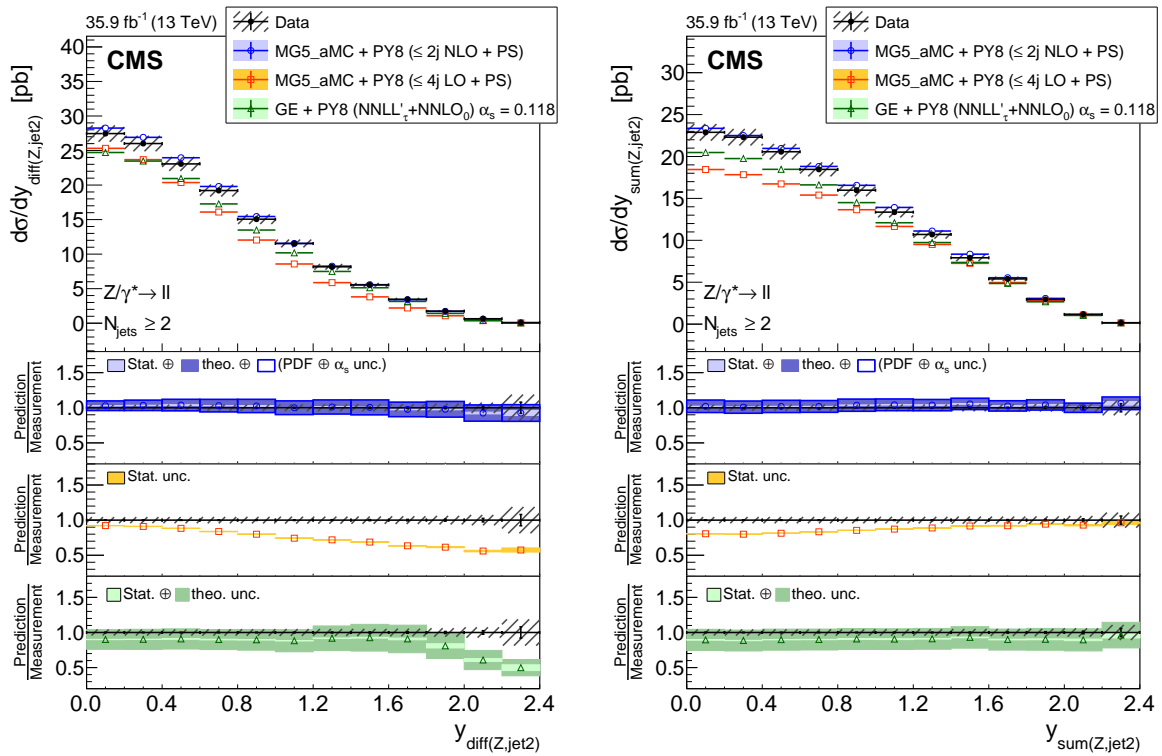 35.9 fb⁻¹ (13 TeV)
Data
MG5_aMC + PY8 (≤ 2j NLO + PS)
MG5_aMC + PY8 (≤ 4j LO + PS)
GE + PY8 (NNLL'τ+NNLO₀) αs = 0.118
CMS
dσ/dy diff(Z,jet2) [pb]
40
35
30
25
20
15
10
5
0
Z/γ*→ ll
N jets ≥ 2
Stat. ⊕ theo. ⊕ (PDF ⊕ αs unc.)
Prediction
Measurement
1.5
1.0
0.5
Stat. unc.
Prediction
Measurement
1.5
1.0
0.5
Stat. ⊕ theo. unc.
Prediction
Measurement
1.5
1.0
0.5
0.0 0.4 0.8 1.2 1.6 2.0 2.4
y diff(Z,jet2)
35.9 fb⁻¹ (13 TeV)
Data
MG5_aMC + PY8 (≤ 2j NLO + PS)
MG5_aMC + PY8 (≤ 4j LO + PS)
GE + PY8 (NNLL'τ+NNLO₀) αs = 0.118
CMS
dσ/dy sum(Z,jet2) [pb]
30
25
20
15
10
5
0
Z/γ*→ ll
N jets ≥ 2
Stat. ⊕ theo. ⊕ (PDF ⊕ αs unc.)
Prediction
Measurement
1.5
1.0
0.5
Stat. unc.
Prediction
Measurement
1.5
1.0
0.5
Stat. ⊕ theo. unc.
Prediction
Measurement
1.5
1.0
0.5
0.0 0.4 0.8 1.2 1.6 2.0 2.4
y sum(Z,jet2)